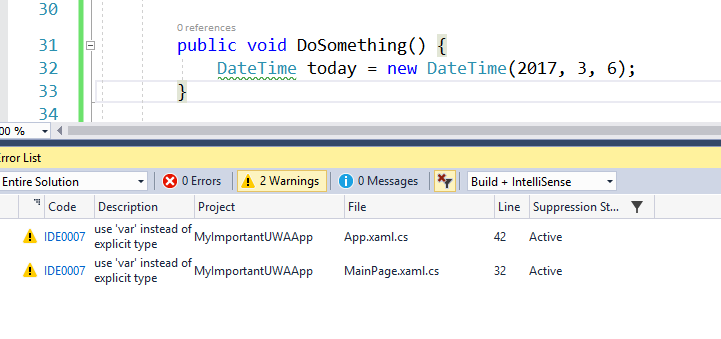 30
0 references
31 public void DoSomething() {
32 DateTime today = new DateTime(2017, 3, 6);
33 }
34
00 %
Error List
Entire Solution 0 Errors 2 Warnings 0 Messages Build + IntelliSense
Code Description Project File Line Suppression St...
IDE0007 use 'var' instead of explicit type MyImportantUWAApp App.xaml.cs 42 Active
IDE0007 use 'var' instead of explicit type MyImportantUWAApp MainPage.xaml.cs 32 Active